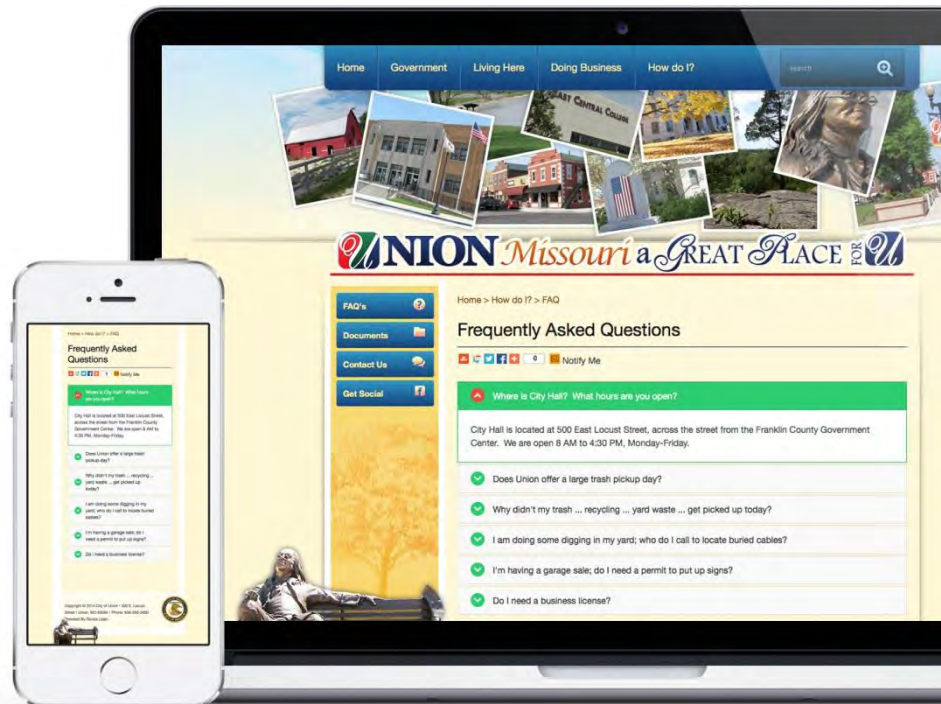 Home Government Living Here Doing Business How do I? Search
EAST CENTRAL COLLEGE
UNION Missouri a GREAT PLACE FOR U
FAQ's
Documents
Contact Us
Get Social
Home > How do I? > FAQ
Frequently Asked Questions
0 Notify Me
Where is City Hall? What hours are you open?
City Hall is located at 500 East Locust Street, across the street from the Franklin County Government
Center. We are open 8 AM to 4:30 PM, Monday-Friday.
Does Union offer a large trash pickup day?
Why didn't my trash ... recycling ... yard waste ... get picked up today?
I am doing some digging in my yard; who do I call to locate buried cables?
I'm having a garage sale; do I need a permit to put up signs?
Do I need a business license?
Home > How do I? > FAQ
Frequently Asked
Questions
Notify Me
Where is City Hall? What hours
are you open?
City Hall is located at 500 East Locust Street,
across the street from the Franklin County
Government Center. We are open 8 AM to
4:30 PM, Monday-Friday.
Does Union offer a large trash
pickup day?
Why didn't my trash ... recycling ...
yard waste ... get picked up
today?
I am doing some digging in my
yard; who do I call to locate buried
cables?
I'm having a garage sale; do I
need a permit to put up signs?
Do I need a business license?